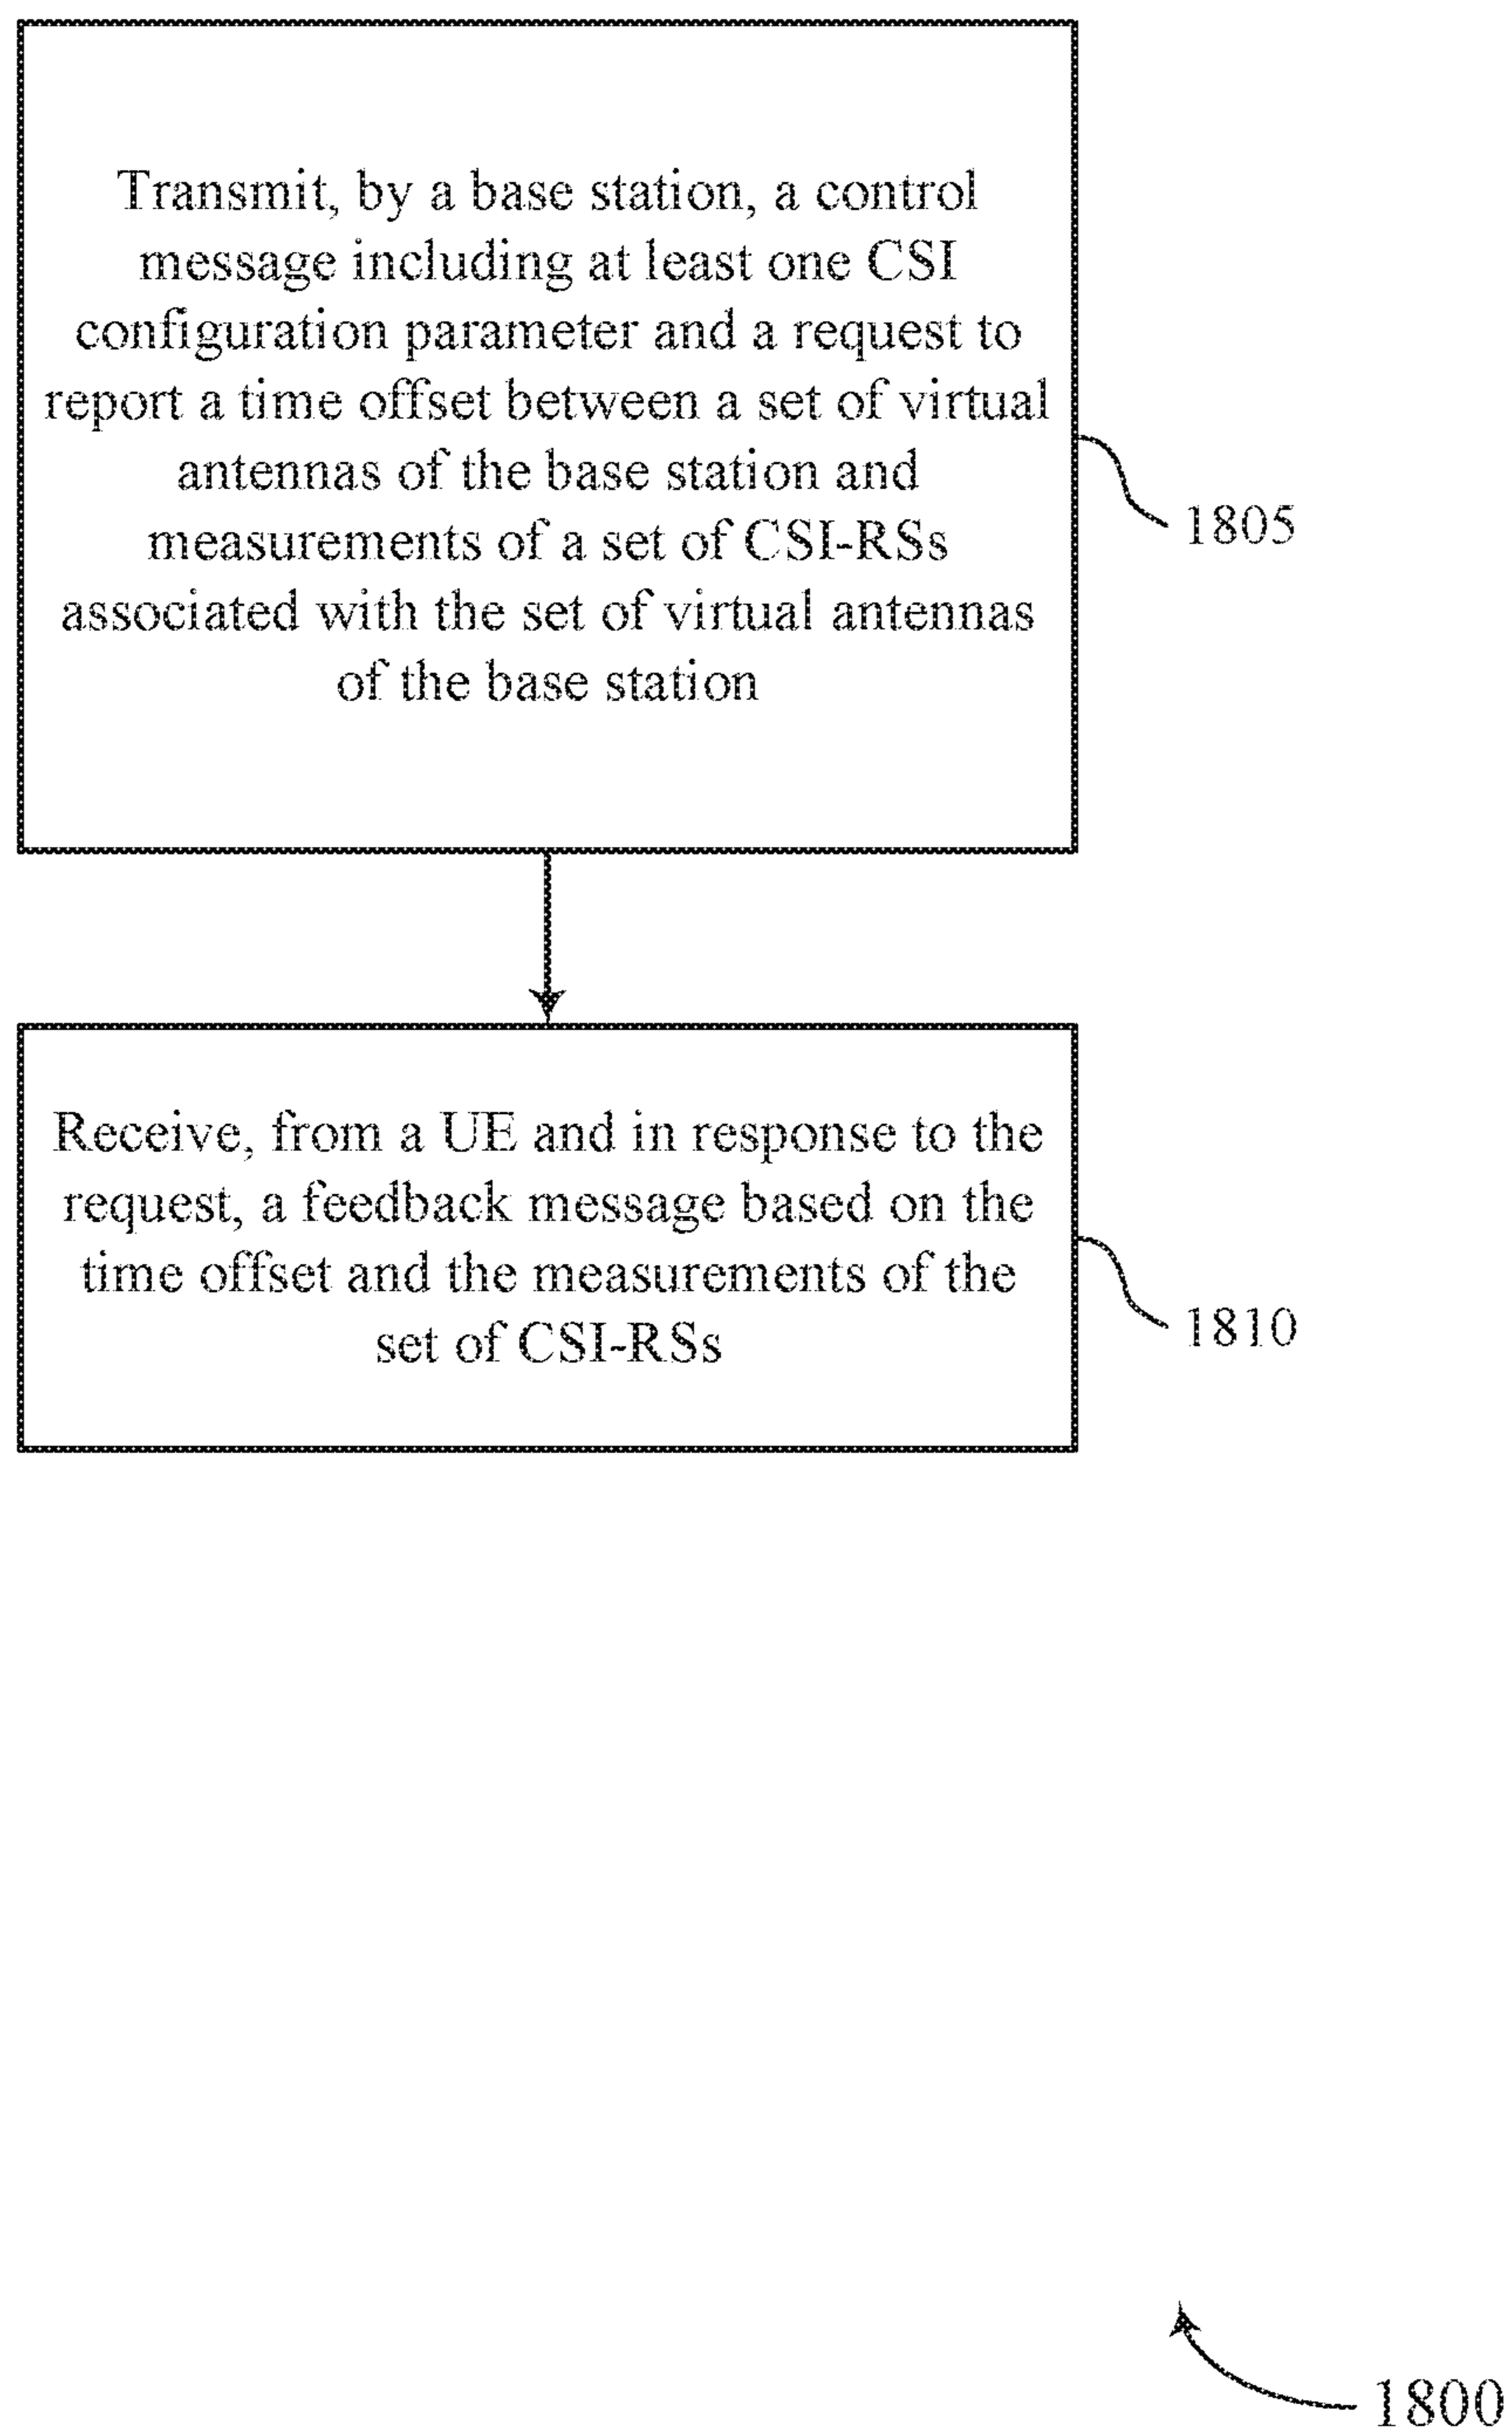 Transmit, by a base station, a control
message including at least one CSI
configuration parameter and a request to
report a time offset between a set of virtual
antennas of the base station and
measurements of a set of CSI-RSs
associated with the set of virtual antennas
of the base station
1805
Receive, from a UE and in response to the
request, a feedback message based on the
time offset and the measurements of the
set of CSI-RSs
1810
1800